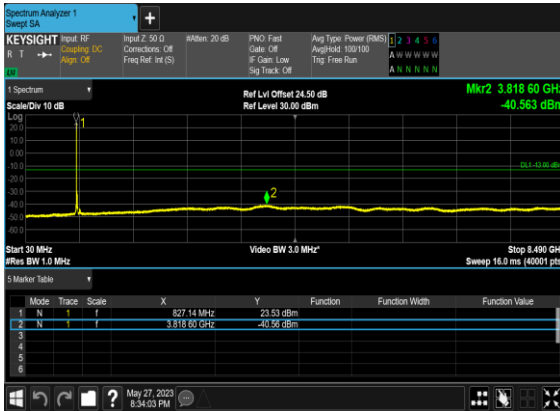 Spectrum Analyzer 1
Swept SA
+
KEYSIGHT Input: RF Input Z: 50 Ω #Atten: 20 dB PNO: Fast Avg Type: Power (RMS) 1 2 3 4 5 6
R T Coupling: DC Corrections: Off Gate: Off Avg|Hold: 100/100 A W W W W W
Align: Off Freq Ref: Int (S) IF Gain: Low Trig: Free Run
Sig Track: Off A N N N N N
1 Spectrum Ref Lvl Offset 24.50 dB Mkr2 3.818 60 GHz
Scale/Div 10 dB Ref Level 30.00 dBm -40.563 dBm
Log
20.0
10.0
0.00
-10.0
-20.0
-30.0
-40.0
-50.0
-60.0
1
2
DL1 -13.00 dBm
Start 30 MHz Video BW 3.0 MHz* Stop 8.490 GH
#Res BW 1.0 MHz Sweep 16.0 ms (40001 pts
5 Marker Table
Mode Trace Scale X Y Function Function Width Function Value
1 N 1 f 827.14 MHz 23.53 dBm
2 N 1 f 3.818 60 GHz -40.56 dBm
3
4
5
6
? May 27, 2023
8:34:03 PM